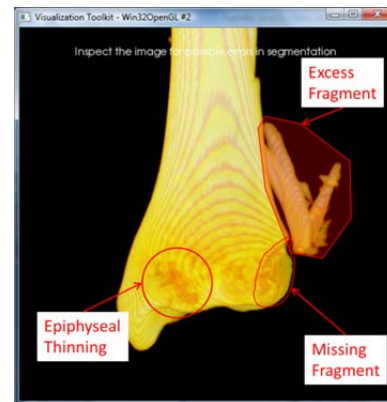 Visualization Toolkit - Win32OpenGL #2
Inspect the image for possible errors in segmentation
Excess
Fragment
Epiphyseal
Thinning
Missing
Fragment